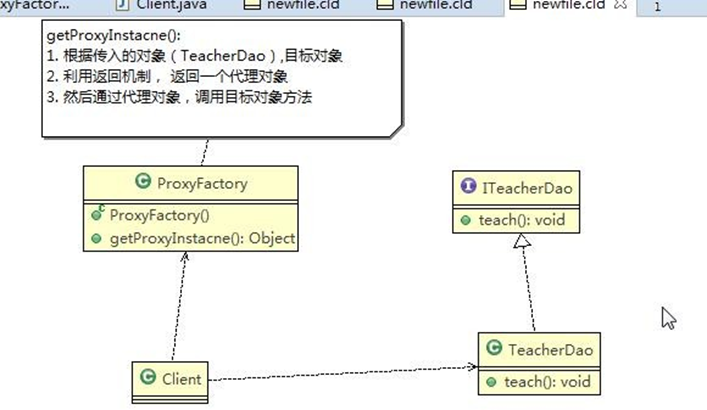 xyFactor...
Client.java
newfile.cld
newfile.cld
newfile.cld
1
getProxyInstacne():
1. 根据传入的对象（TeacherDao）,目标对象
2. 利用返回机制， 返回一个代理对象
3. 然后通过代理对象，调用目标对象方法
ProxyFactory
ProxyFactory()
getProxyInstacne(): Object
ITeacherDao
teach(): void
Client
TeacherDao
teach(): void